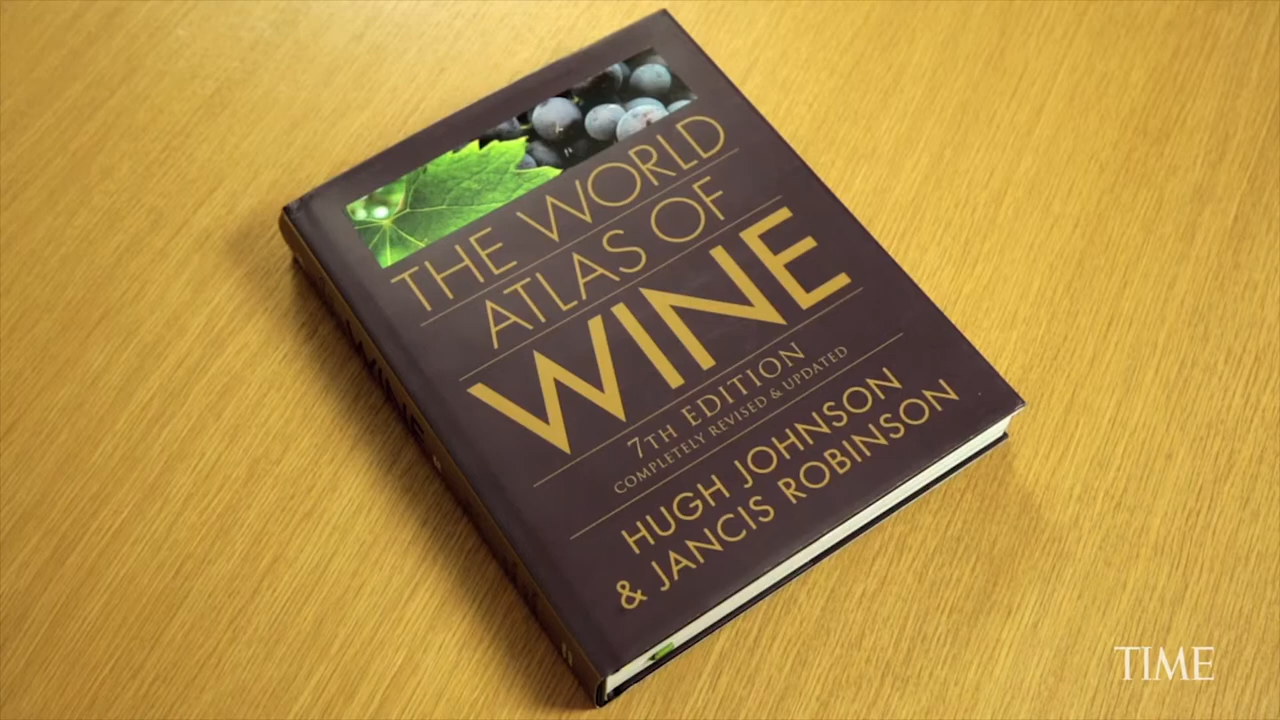 THE WORLD
ATLAS OF
WINE
7TH EDITION
COMPLETELY REVISED & UPDATED
HUGH JOHNSON
& JANCIS ROBINSON
TIME